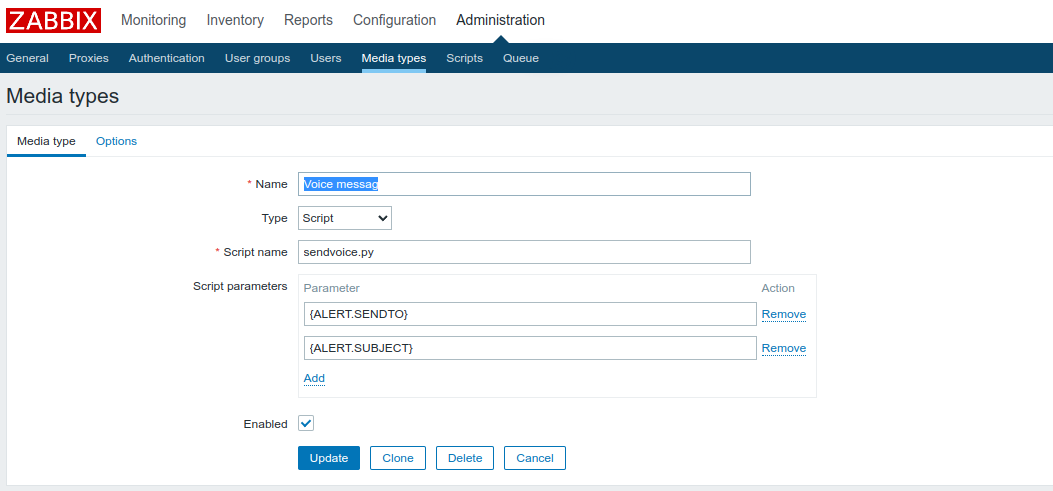 ZABBIX Monitoring Inventory Reports Configuration Administration
General Proxies Authentication User groups Users Media types Scripts Queue
Media types
Media type Options
* Name Voice messag
Type Script
* Script name sendvoice.py
Script parameters Parameter Action
{ALERT.SENDTO} Remove
{ALERT.SUBJECT} Remove
Add
Enabled
Update Clone Delete Cancel